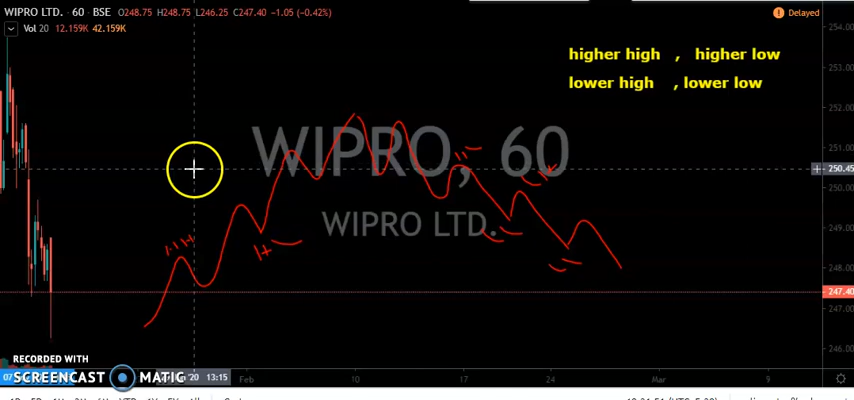 WIPRO LTD. · 60 · BSE O248.75 H248.75 L246.25 C247.40 −1.05 (−0.42%) Delayed
Vol 20 12.159K 42.159K
254.00
253.00
higher high , higher low
lower high , lower low
252.00
251.00
WIPRO, 60
250.45
250.00
WIPRO LTD.
249.00
248.00
247.40
246.00
RECORDED WITH
SCREENCAST MATIC
'20 13:15
Feb 10 17 24 Mar 9